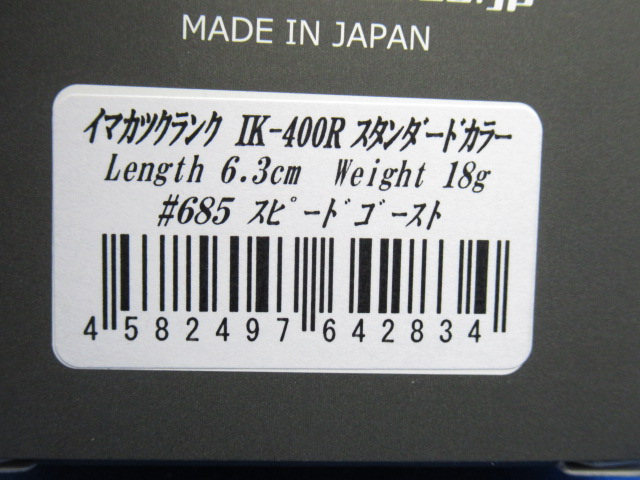 MADE IN JAPAN
イマカツクランク IK-400R スタンダードカラー
Length 6.3cm Weight 18g
#685 スピードゴースト
4 582497 642834